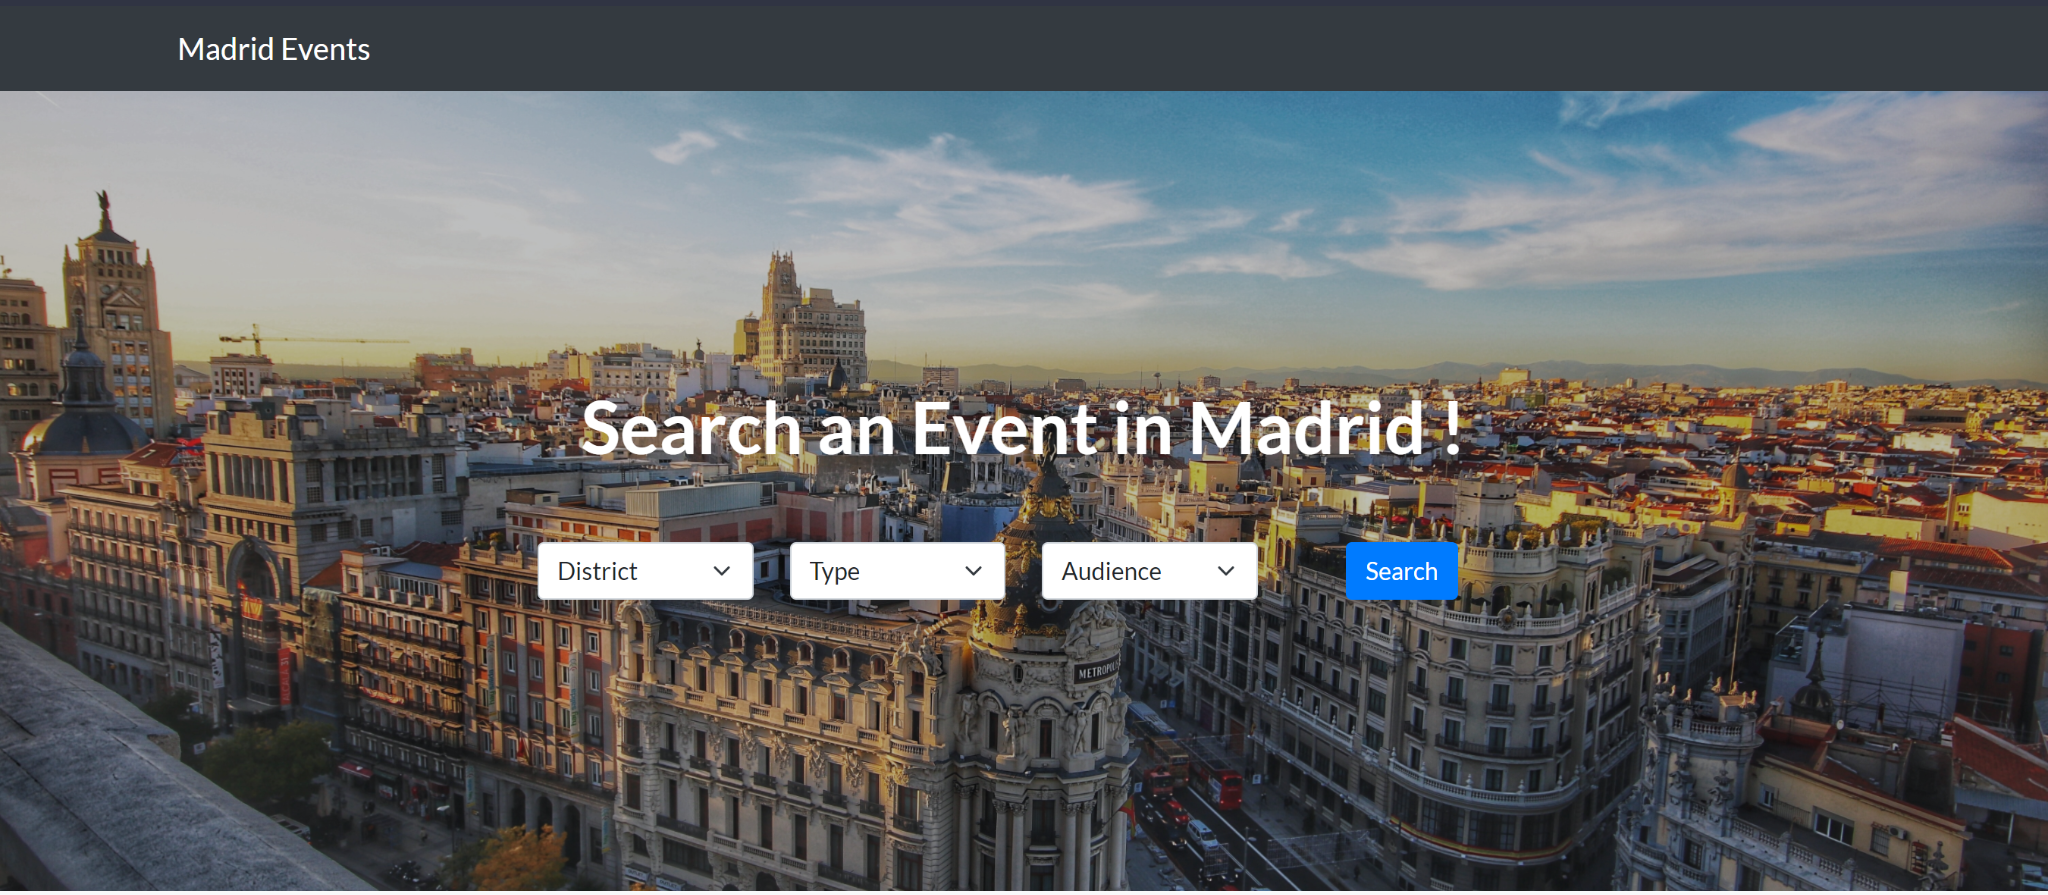 Madrid Events
Search an Event in Madrid !
District
Type
Audience
Search